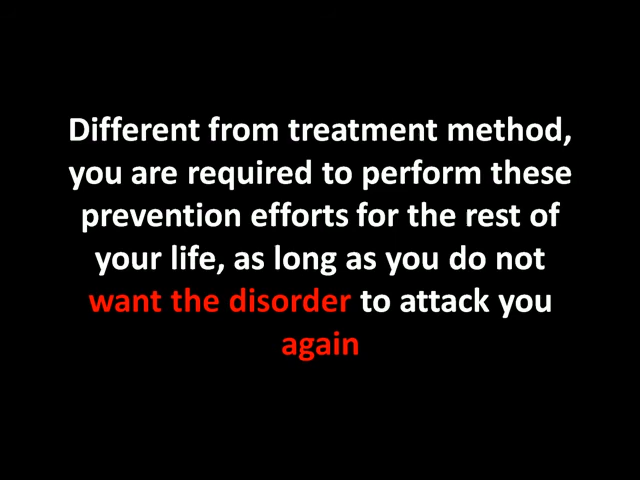 Different from treatment method,
you are required to perform these
prevention efforts for the rest of
your life, as long as you do not
want the disorder to attack you
again